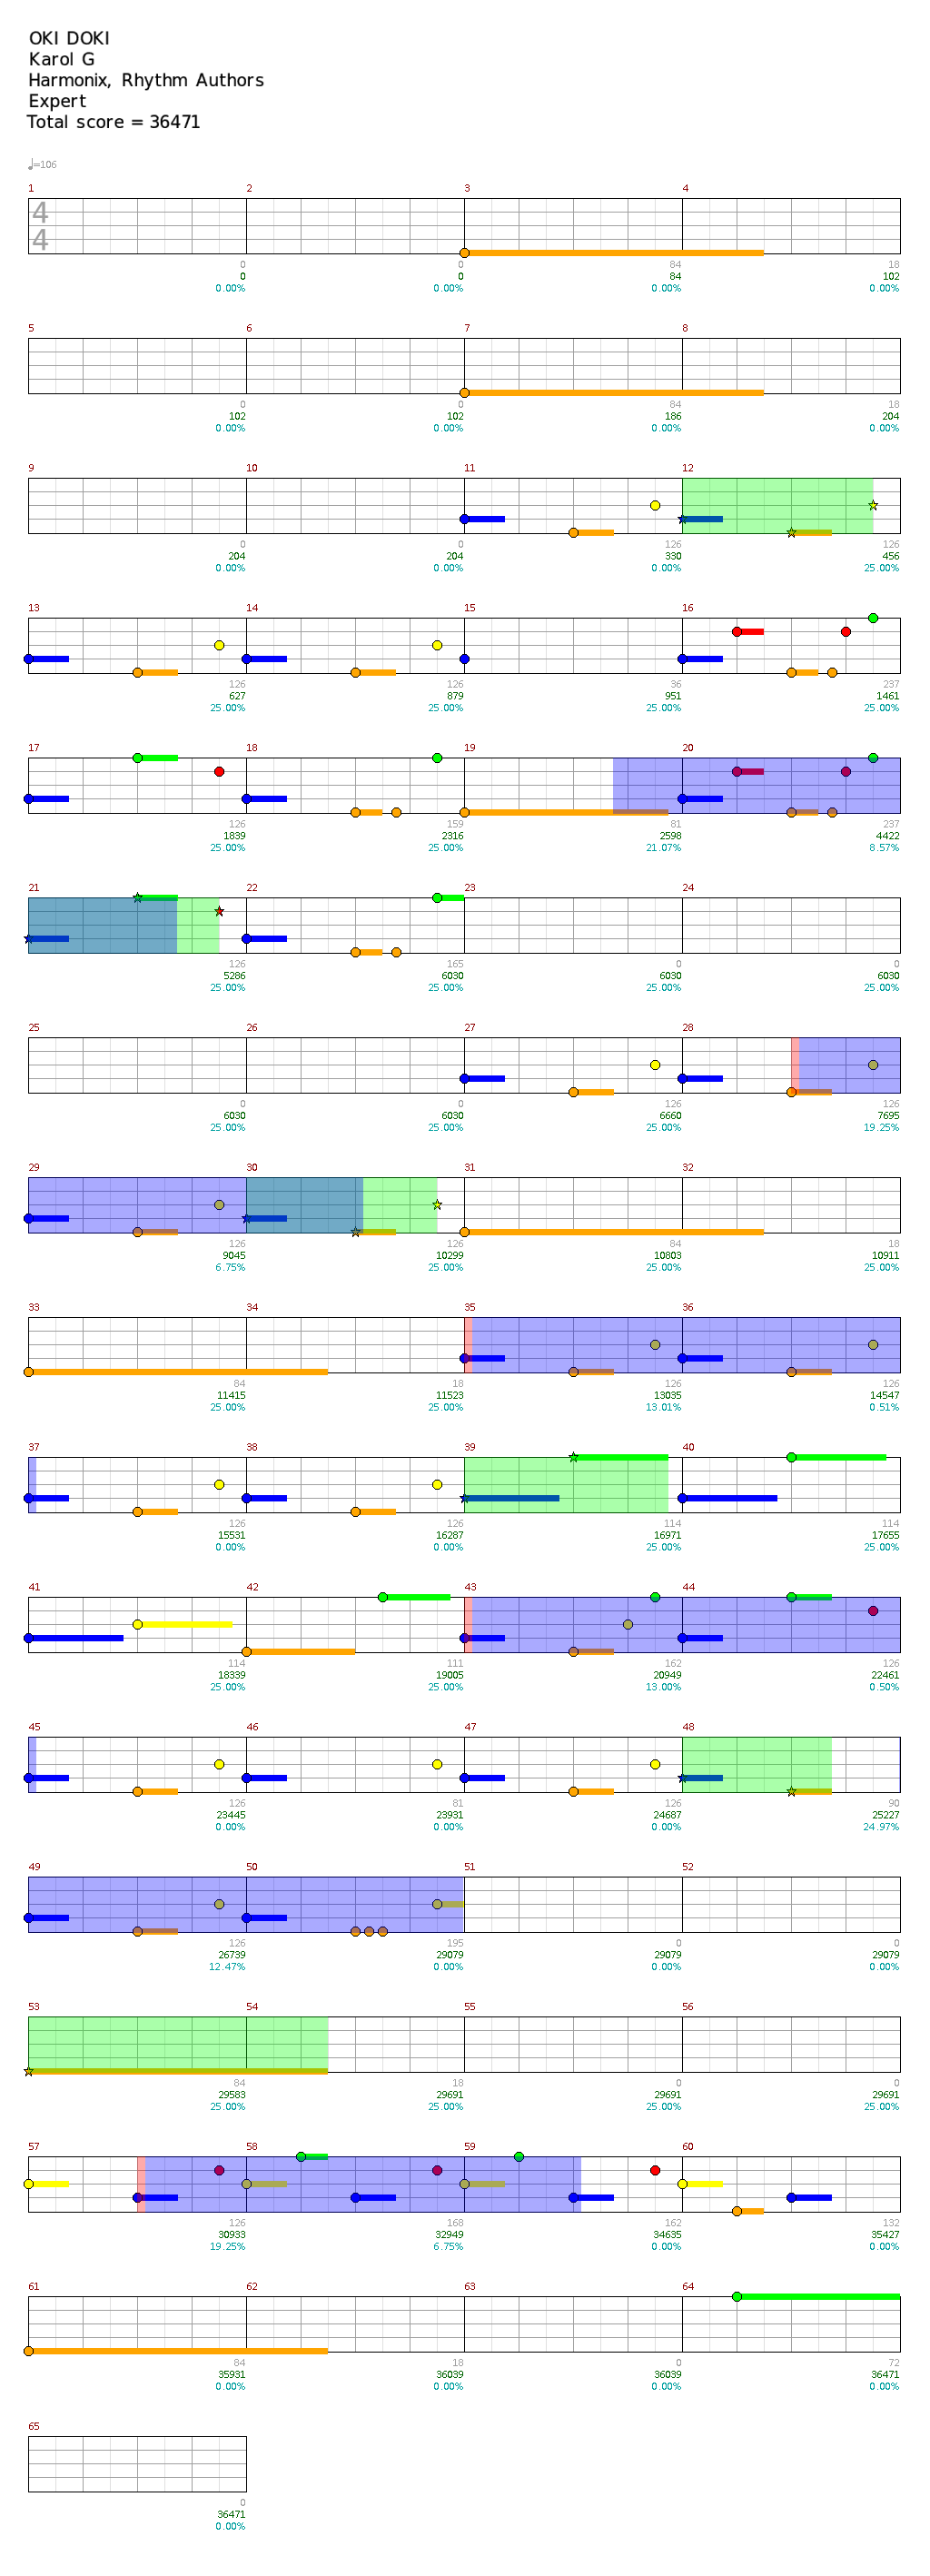 OKI DOKI
Karol G
Harmonix, Rhythm Authors
Expert
Total score = 36471
♩=106
1 2 3 4
4
4
0 0 84 18
0 0 84 102
0.00% 0.00% 0.00% 0.00%
5 6 7 8
0 0 84 18
102 102 186 204
0.00% 0.00% 0.00% 0.00%
9 10 11 12
0 0 126 126
204 204 330 456
0.00% 0.00% 0.00% 25.00%
13 14 15 16
126 126 36 237
627 879 951 1461
25.00% 25.00% 25.00% 25.00%
17 18 19 20
126 159 81 237
1839 2316 2598 4422
25.00% 25.00% 21.07% 8.57%
21 22 23 24
126 165 0 0
5286 6030 6030 6030
25.00% 25.00% 25.00% 25.00%
25 26 27 28
0 0 126 126
6030 6030 6660 7695
25.00% 25.00% 25.00% 19.25%
29 30 31 32
126 126 84 18
9045 10299 10803 10911
6.75% 25.00% 25.00% 25.00%
33 34 35 36
84 18 126 126
11415 11523 13035 14547
25.00% 25.00% 13.01% 0.51%
37 38 39 40
126 126 114 114
15531 16287 16971 17655
0.00% 0.00% 25.00% 25.00%
41 42 43 44
114 111 162 126
18339 19005 20949 22461
25.00% 25.00% 13.00% 0.50%
45 46 47 48
126 81 126 90
23445 23931 24687 25227
0.00% 0.00% 0.00% 24.97%
49 50 51 52
126 195 0 0
26739 29079 29079 29079
12.47% 0.00% 0.00% 0.00%
53 54 55 56
84 18 0 0
29583 29691 29691 29691
25.00% 25.00% 25.00% 25.00%
57 58 59 60
126 168 162 132
30933 32949 34635 35427
19.25% 6.75% 0.00% 0.00%
61 62 63 64
84 18 0 72
35931 36039 36039 36471
0.00% 0.00% 0.00% 0.00%
65
0
36471
0.00%